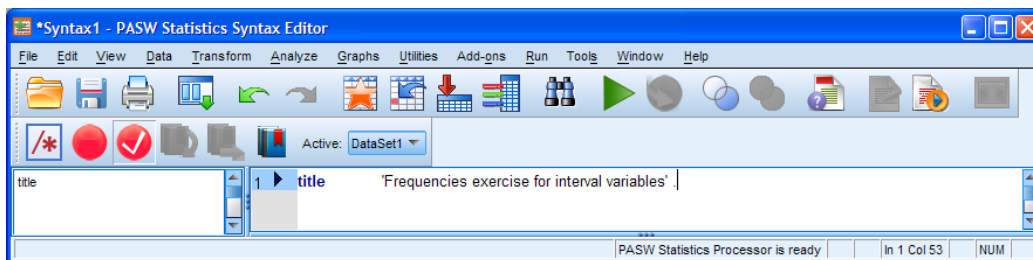 *Syntax1 - PASW Statistics Syntax Editor
File Edit View Data Transform Analyze Graphs Utilities Add-ons Run Tools Window Help
/* Active: DataSet1
title
1 title 'Frequencies exercise for interval variables' .
PASW Statistics Processor is ready In 1 Col 53 NUM